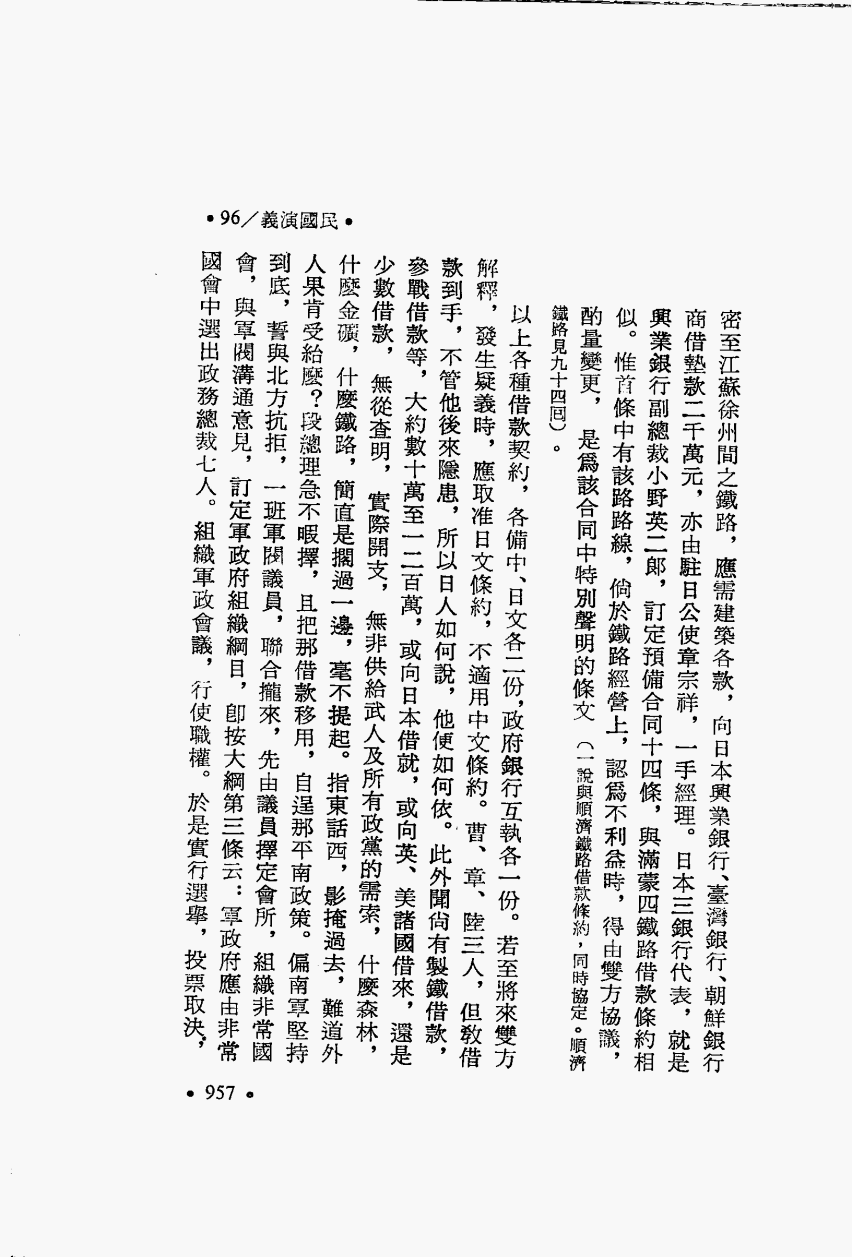 •96／義演國民•
密至江蘇徐州間之鐵路，應需建築各款，向日本興業銀行、臺灣銀行、朝鮮銀行
商借墊款二千萬元，亦由駐日公使章宗祥，一手經理。日本三銀行代表，就是
興業銀行副總裁小野英二郎，訂定預備合同十四條，與滿蒙四鐵路借款條約相
似。惟首條中有該路路線，倘於鐵路經營上，認爲不利益時，得由雙方協議，
酌量變更，是爲該合同中特別聲明的條文（一說與順濟鐵路借款條約，同時協定。順濟
鐵路見九十四回）。
以上各種借款契約，各備中、日文各二份，政府銀行互執各一份。若至將來雙方
解釋，發生疑義時，應取准日文條約，不適用中文條約。曹、章、陸三人，但敎借
款到手，不管他後來隱患，所以日人如何說，他便如何依。此外聞尙有製鐵借款，
參戰借款等，大約數十萬至一二百萬，或向日本借就，或向英、美諸國借來，還是
少數借款，無從查明，實際開支，無非供給武人及所有政黨的需索，什麼森林，
什麼金礦，什麼鐵路，簡直是擱過一邊，毫不提起。指東話西，影掩過去，難道外
人果肯受紿麼？段總理急不暇擇，且把那借款移用，自逞那平南政策。偏南軍堅持
到底，誓與北方抗拒，一班軍閥議員，聯合攏來，先由議員擇定會所，組織非常國
會，與軍閥溝通意見，訂定軍政府組織綱目，卽按大綱第三條云：軍政府應由非常
國會中選出政務總裁七人。組織軍政會議，行使職權。於是實行選舉，投票取決，
•957•